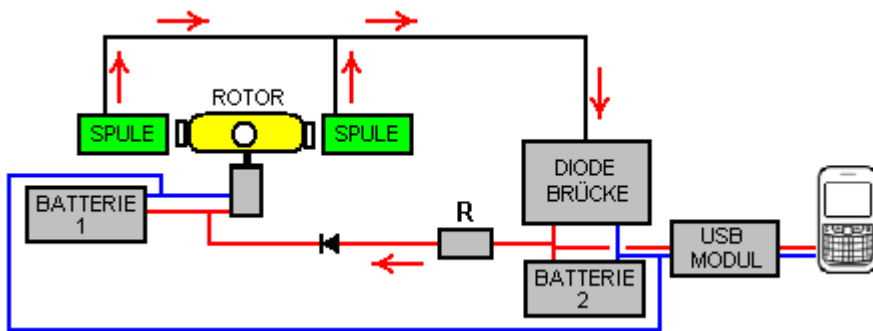 ROTOR
SPULE
SPULE
DIODE
BRÜCKE
BATTERIE
1
R
USB
MODUL
BATTERIE
2